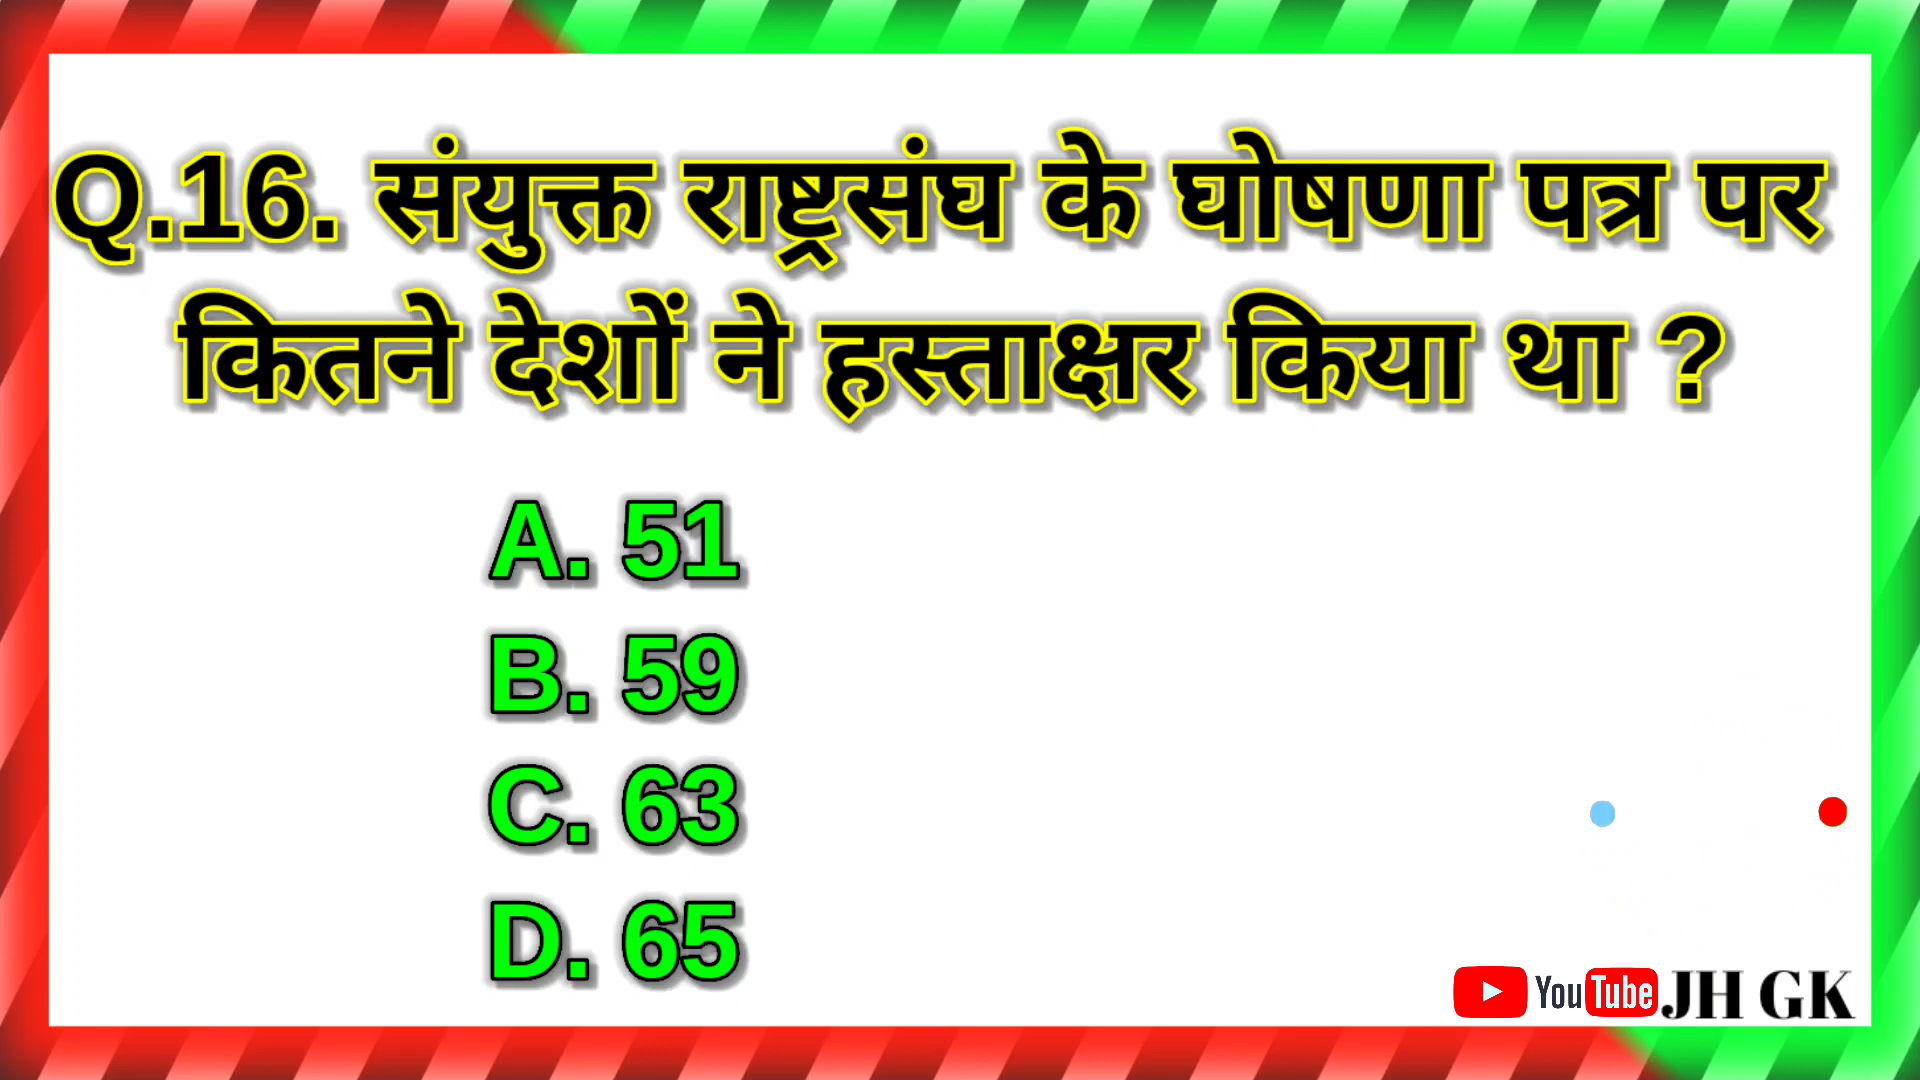 Q.16. संयुक्त राष्ट्रसंघ के घोषणा पत्र पर
कितने देशों ने हस्ताक्षर किया था ?
A. 51
B. 59
C. 63
D. 65
YouTube JH GK